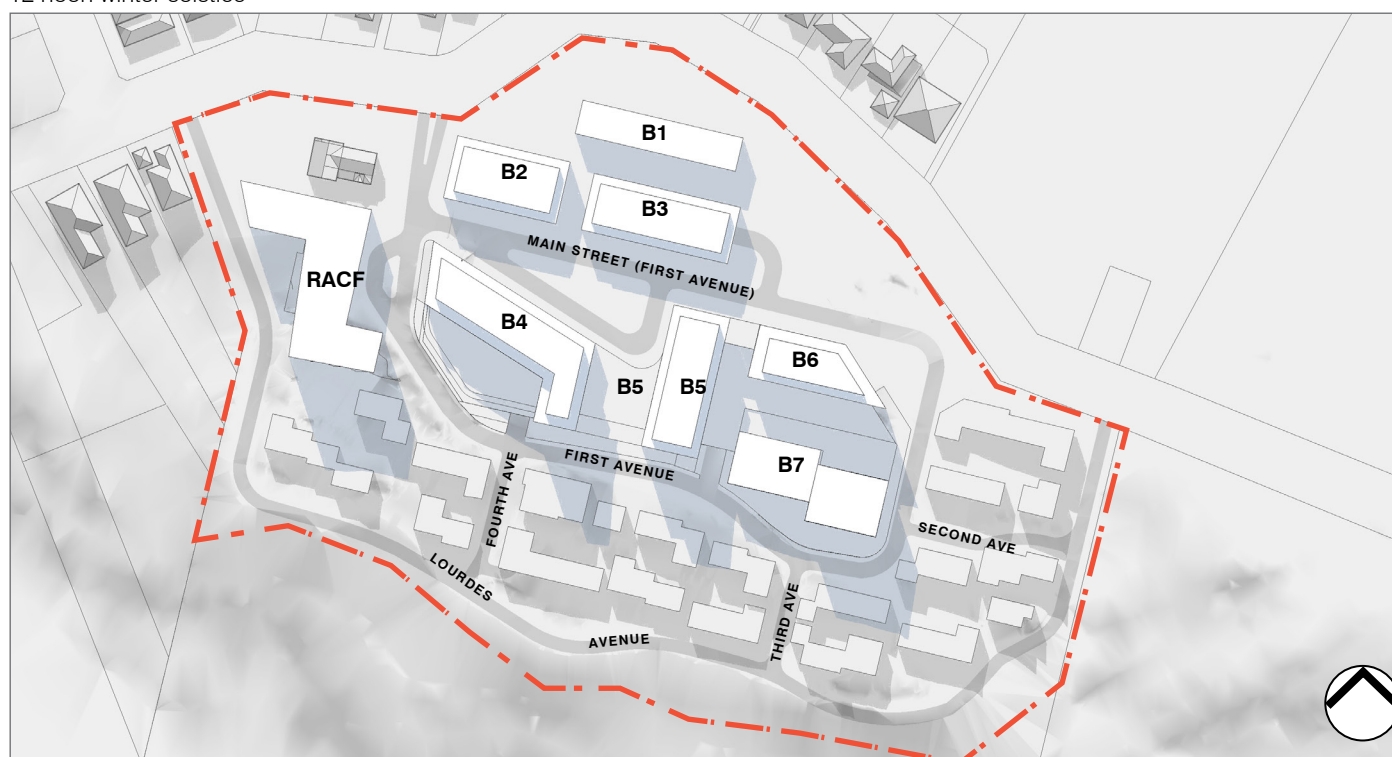 12 noon winter solstice
B1
B2
B3
MAIN STREET (FIRST AVENUE)
RACF
B4
B5
B5
B6
FIRST AVENUE
B7
FOURTH AVE
SECOND AVE
LOURDES
AVENUE
THIRD AVE